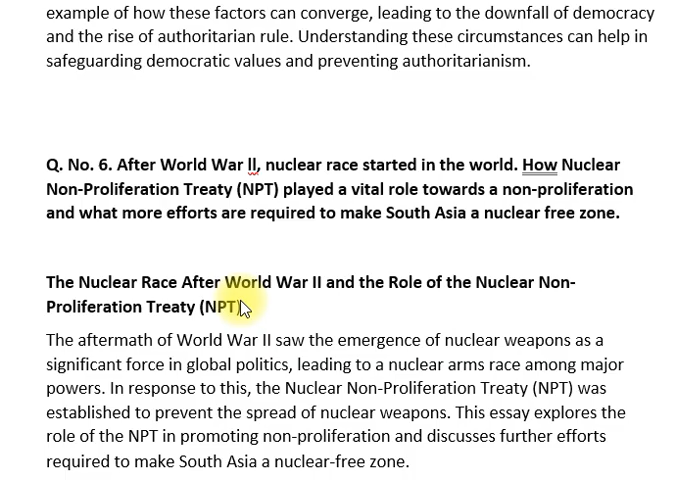 example of how these factors can converge, leading to the downfall of democracy
and the rise of authoritarian rule. Understanding these circumstances can help in
safeguarding democratic values and preventing authoritarianism.
Q. No. 6. After World War II, nuclear race started in the world. How Nuclear
Non-Proliferation Treaty (NPT) played a vital role towards a non-proliferation
and what more efforts are required to make South Asia a nuclear free zone.
The Nuclear Race After World War II and the Role of the Nuclear Non-
Proliferation Treaty (NPT)
The aftermath of World War II saw the emergence of nuclear weapons as a
significant force in global politics, leading to a nuclear arms race among major
powers. In response to this, the Nuclear Non-Proliferation Treaty (NPT) was
established to prevent the spread of nuclear weapons. This essay explores the
role of the NPT in promoting non-proliferation and discusses further efforts
required to make South Asia a nuclear-free zone.